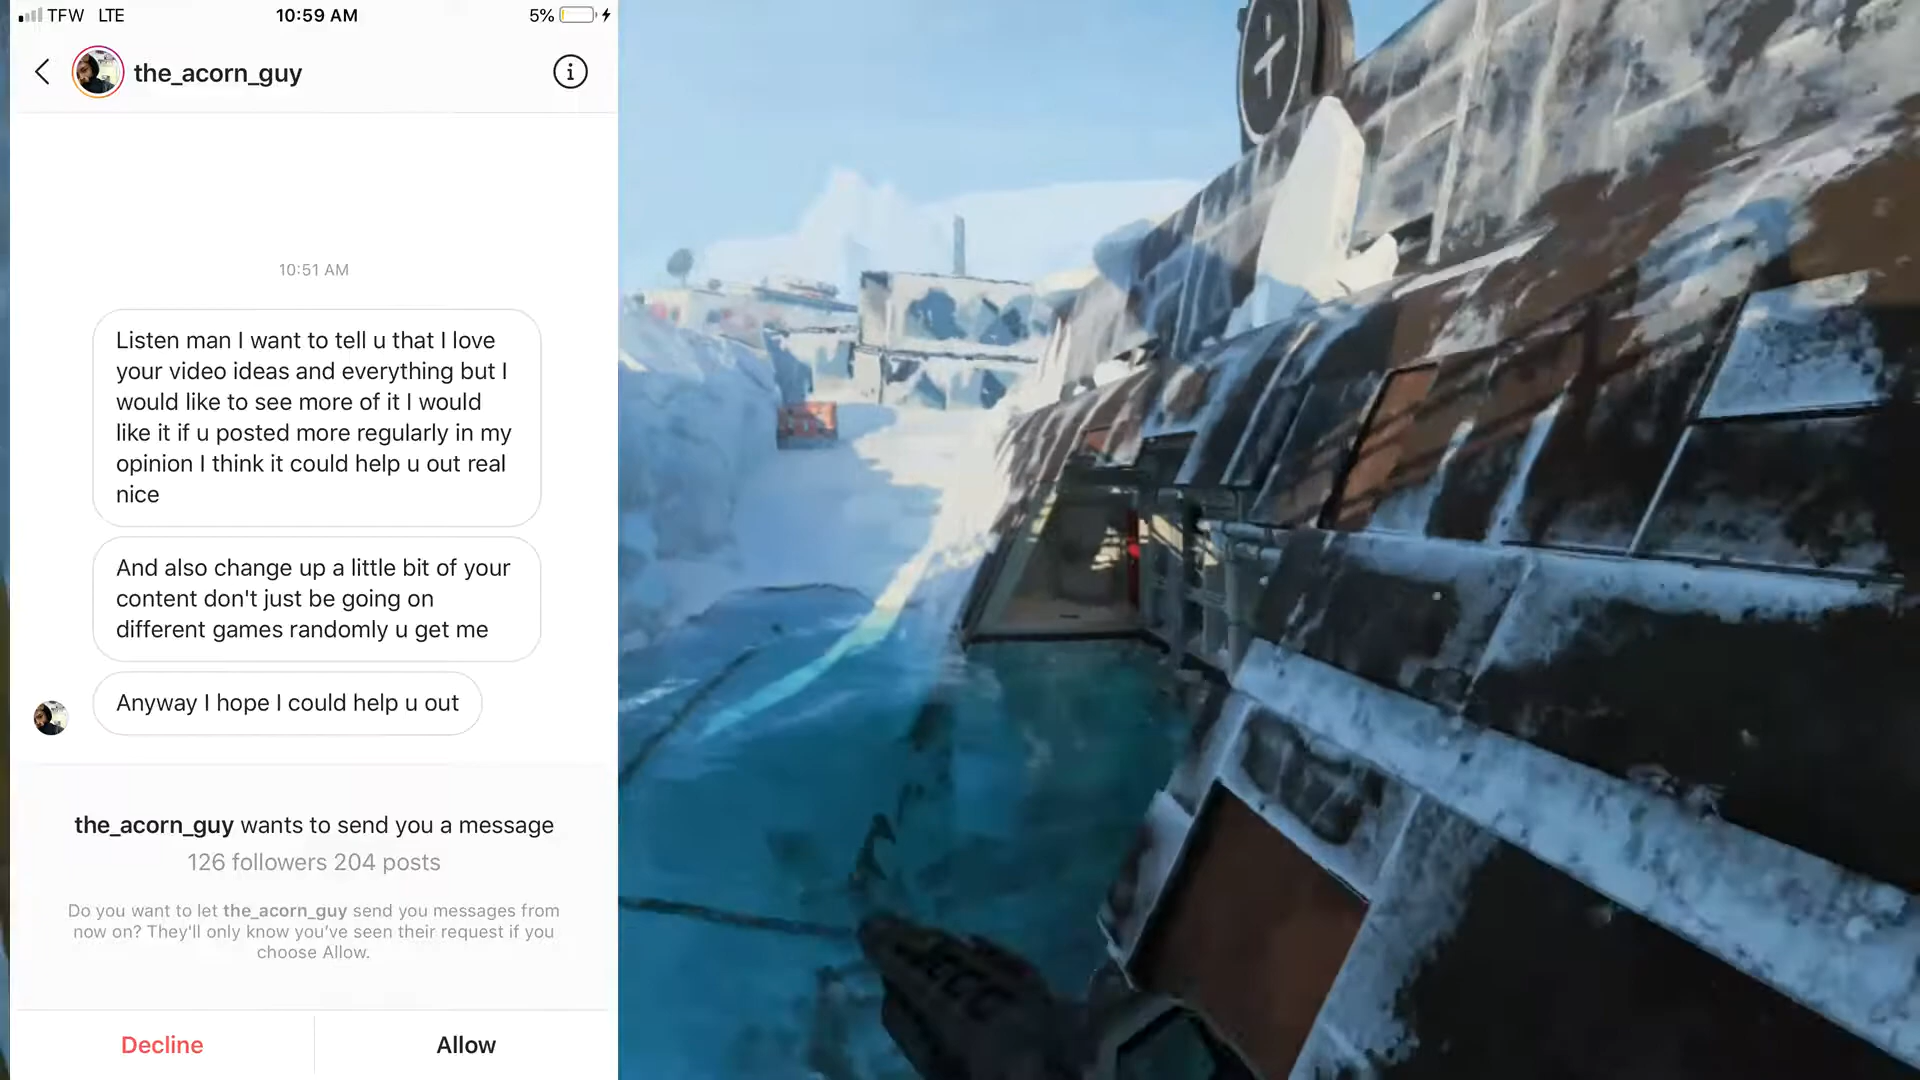 TFW LTE 10:59 AM 5%
the_acorn_guy
10:51 AM
Listen man I want to tell u that I love
your video ideas and everything but I
would like to see more of it I would
like it if u posted more regularly in my
opinion I think it could help u out real
nice
And also change up a little bit of your
content don't just be going on
different games randomly u get me
Anyway I hope I could help u out
the_acorn_guy wants to send you a message
126 followers 204 posts
Do you want to let the_acorn_guy send you messages from
now on? They'll only know you've seen their request if you
choose Allow.
Decline Allow